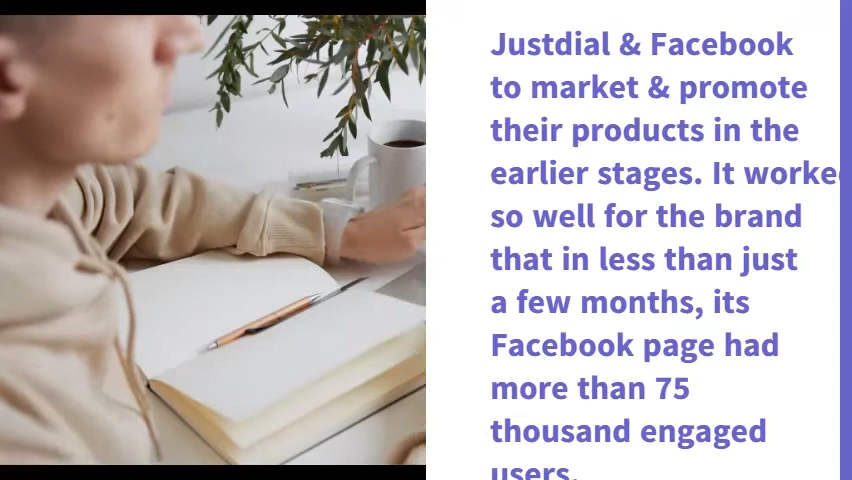 Justdial & Facebook
to market & promote
their products in the
earlier stages. It worked
so well for the brand
that in less than just
a few months, its
Facebook page had
more than 75
thousand engaged
users.